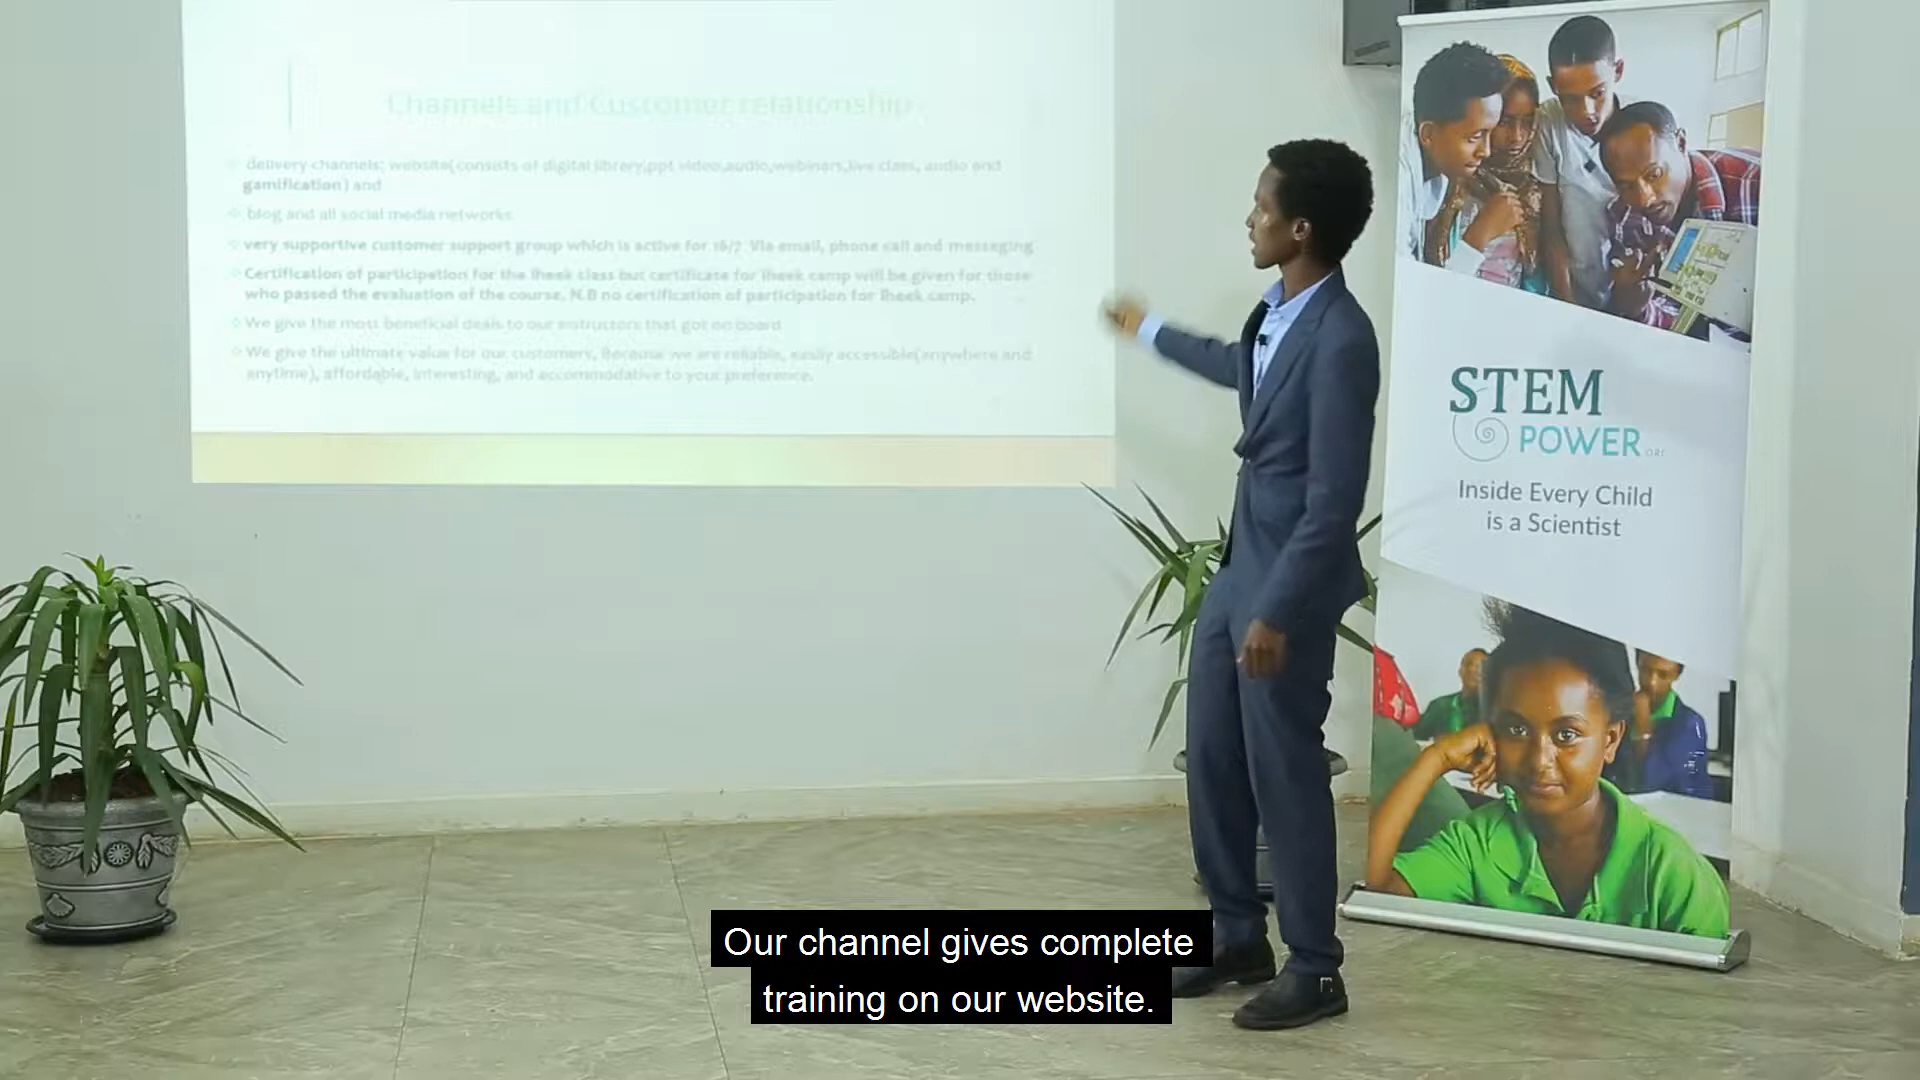 Channels and Customer relationship
delivery channels; website(consists of digital library,ppt video,audio,webinars,live class, audio and
gamification) and
blog and all social media networks
very supportive customer support group which is active for 16/7 Via email, phone call and messaging
Certification of participation for the Iheek class but certificate for Iheek camp will be given for those
who passed the evaluation of the course. N.B no certification of participation for Iheek camp.
We give the most beneficial deals to our instructors that got on board
We give the ultimate value for our customers, Because we are reliable, easily accessible(anywhere and
anytime), affordable, interesting, and accommodative to your preference.
STEM
POWER
Inside Every Child
is a Scientist
Our channel gives complete
training on our website.